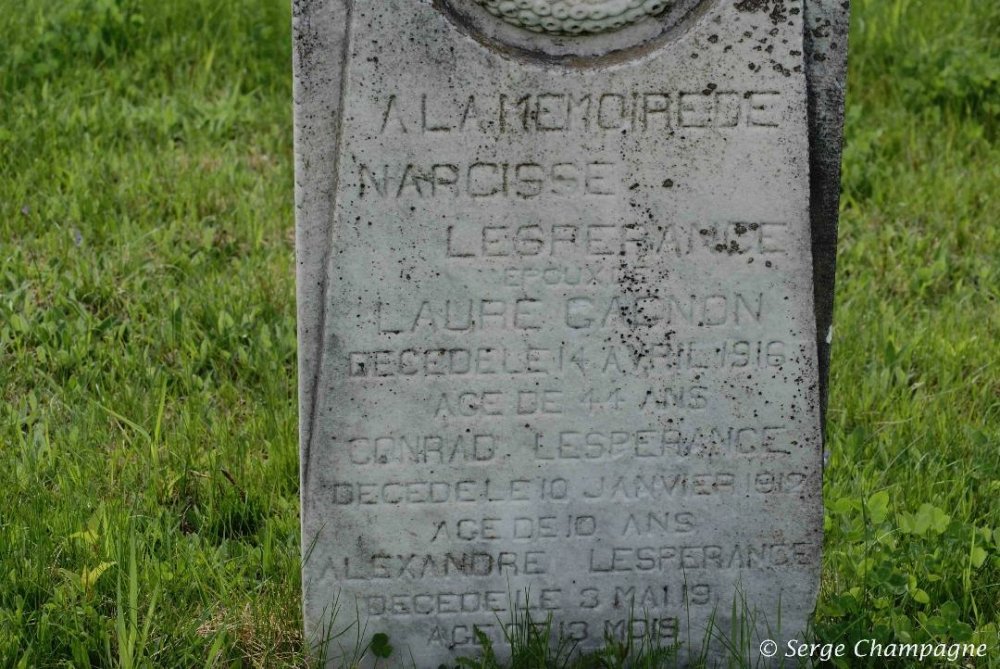 A LA MEMOIRE DE
NARCISSE
LESPERANCE
EPOUX DE
LAURE GAGNON
DECEDE LE 14 AVRIL 1916
AGE DE 44 ANS
CONRAD LESPERANCE
DECEDE LE 10 JANVIER 1912
AGE DE 10 ANS
ALEXANDRE LESPERANCE
DECEDE LE 3 MAI 19
AGE DE 13 MOIS
© Serge Champagne